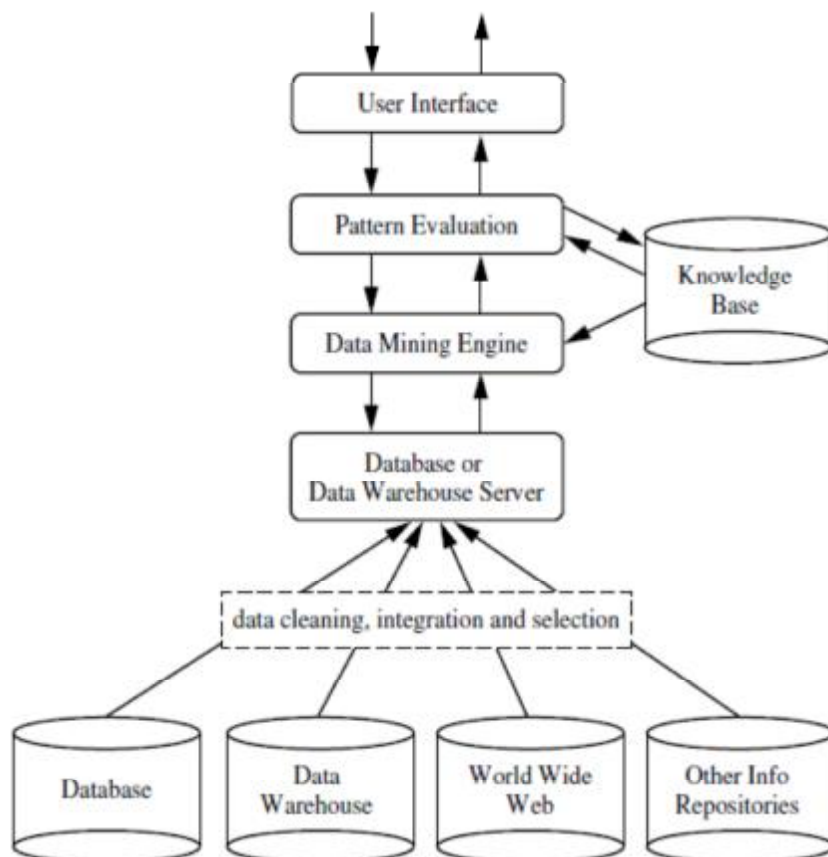 User Interface
Pattern Evaluation
Knowledge
Base
Data Mining Engine
Database or
Data Warehouse Server
data cleaning, integration and selection
Database
Data
Warehouse
World Wide
Web
Other Info
Repositories